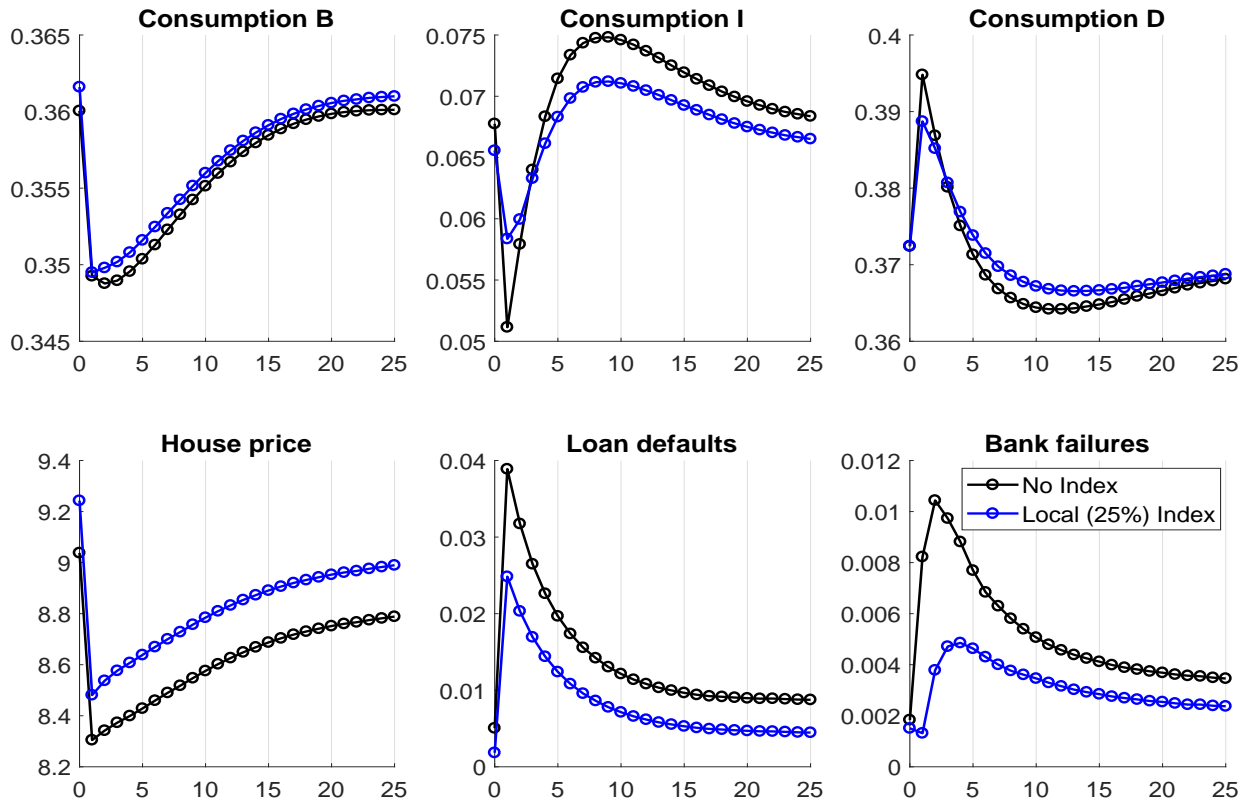 Consumption B
0.365
0.36
0.355
0.35
0.345
0 5 10 15 20 25
Consumption I
0.075
0.07
0.065
0.06
0.055
0.05
0 5 10 15 20 25
Consumption D
0.4
0.39
0.38
0.37
0.36
0 5 10 15 20 25
House price
9.4
9.2
9
8.8
8.6
8.4
8.2
0 5 10 15 20 25
Loan defaults
0.04
0.03
0.02
0.01
0
0 5 10 15 20 25
Bank failures
0.012
0.01
0.008
0.006
0.004
0.002
0
0 5 10 15 20 25
No Index
Local (25%) Index